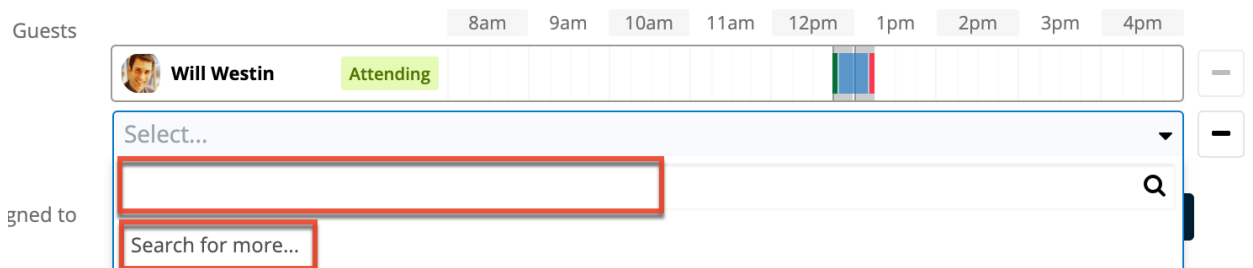 Guests
8am 9am 10am 11am 12pm 1pm 2pm 3pm 4pm
Will Westin Attending
Select...
gned to
Search for more...